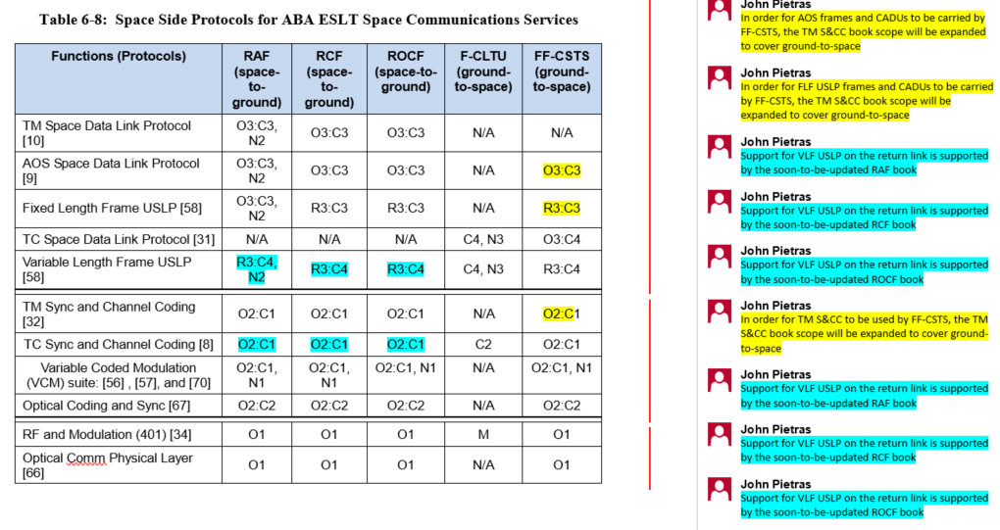 Table 6-8:  Space Side Protocols for ABA ESLT Space Communications Services
Functions (Protocols) RAF (space-to-ground) RCF (space-to-ground) ROCF (space-to-ground) F-CLTU (ground-to-space) FF-CSTS (ground-to-space)
TM Space Data Link Protocol [10] O3:C3, N2 O3:C3 O3:C3 N/A N/A
AOS Space Data Link Protocol [9] O3:C3, N2 O3:C3 O3:C3 N/A O3:C3
Fixed Length Frame USLP [58] O3:C3, N2 R3:C3 R3:C3 N/A R3:C3
TC Space Data Link Protocol [31] N/A N/A N/A C4, N3 O3:C4
Variable Length Frame USLP [58] R3:C4, N2 R3:C4 R3:C4 C4, N3 R3:C4
TM Sync and Channel Coding [32] O2:C1 O2:C1 O2:C1 N/A O2:C1
TC Sync and Channel Coding [8] O2:C1 O2:C1 O2:C1 C2 O2:C1
Variable Coded Modulation (VCM) suite: [56] , [57], and [70] O2:C1, N1 O2:C1, N1 O2:C1, N1 N/A O2:C1, N1
Optical Coding and Sync [67] O2:C2 O2:C2 O2:C2 N/A O2:C2
RF and Modulation (401) [34] O1 O1 O1 M O1
Optical Comm Physical Layer [66] O1 O1 O1 N/A O1
John Pietras
In order for AOS frames and CADUs to be carried by
FF-CSTS, the TM S&CC book scope will be expanded
to cover ground-to-space
John Pietras
In order for FLF USLP frames and CADUs to be carried
by FF-CSTS, the TM S&CC book scope will be
expanded to cover ground-to-space
John Pietras
Support for VLF USLP on the return link is supported
by the soon-to-be-updated RAF book
John Pietras
Support for VLF USLP on the return link is supported
by the soon-to-be-updated RCF book
John Pietras
Support for VLF USLP on the return link is supported
by the soon-to-be-updated ROCF book
John Pietras
In order for TM S&CC to be used by FF-CSTS, the TM
S&CC book scope will be expanded to cover ground-
to-space
John Pietras
Support for VLF USLP on the return link is supported
by the soon-to-be-updated RAF book
John Pietras
Support for VLF USLP on the return link is supported
by the soon-to-be-updated RCF book
John Pietras
Support for VLF USLP on the return link is supported
by the soon-to-be-updated ROCF book